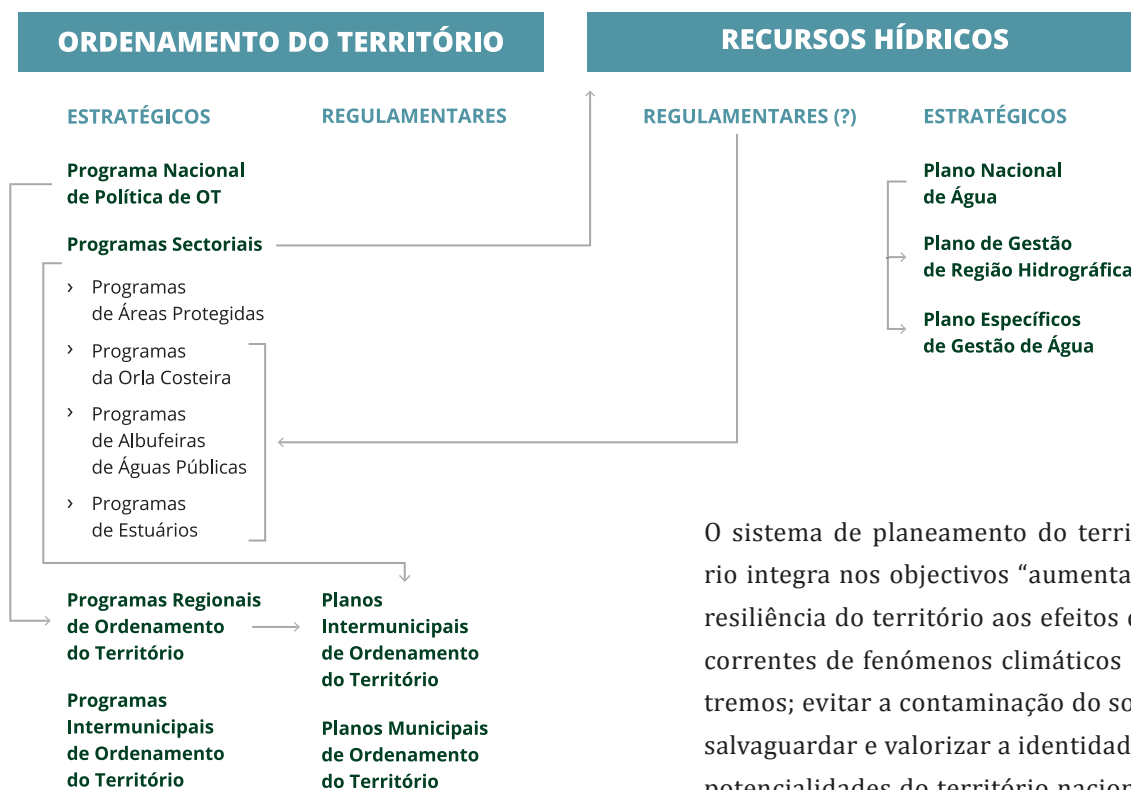 ORDENAMENTO DO TERRITÓRIO
ESTRATÉGICOS
REGULAMENTARES
Programa Nacional
de Política de OT
Programas Sectoriais
› Programas
de Áreas Protegidas
› Programas
da Orla Costeira
› Programas
de Albufeiras
de Águas Públicas
› Programas
de Estuários
Programas Regionais
de Ordenamento
do Território
Programas
Intermunicipais
de Ordenamento
do Território
Planos
Intermunicipais
de Ordenamento
do Território
Planos Municipais
de Ordenamento
do Território
RECURSOS HÍDRICOS
REGULAMENTARES (?)
ESTRATÉGICOS
Plano Nacional
de Água
Plano de Gestão
de Região Hidrográfica
Plano Específicos
de Gestão de Água
O sistema de planeamento do terri
rio integra nos objectivos “aumenta
resiliência do território aos efeitos
correntes de fenómenos climáticos
tremos; evitar a contaminação do so
salvaguardar e valorizar a identidad
potencialidades do território nacion